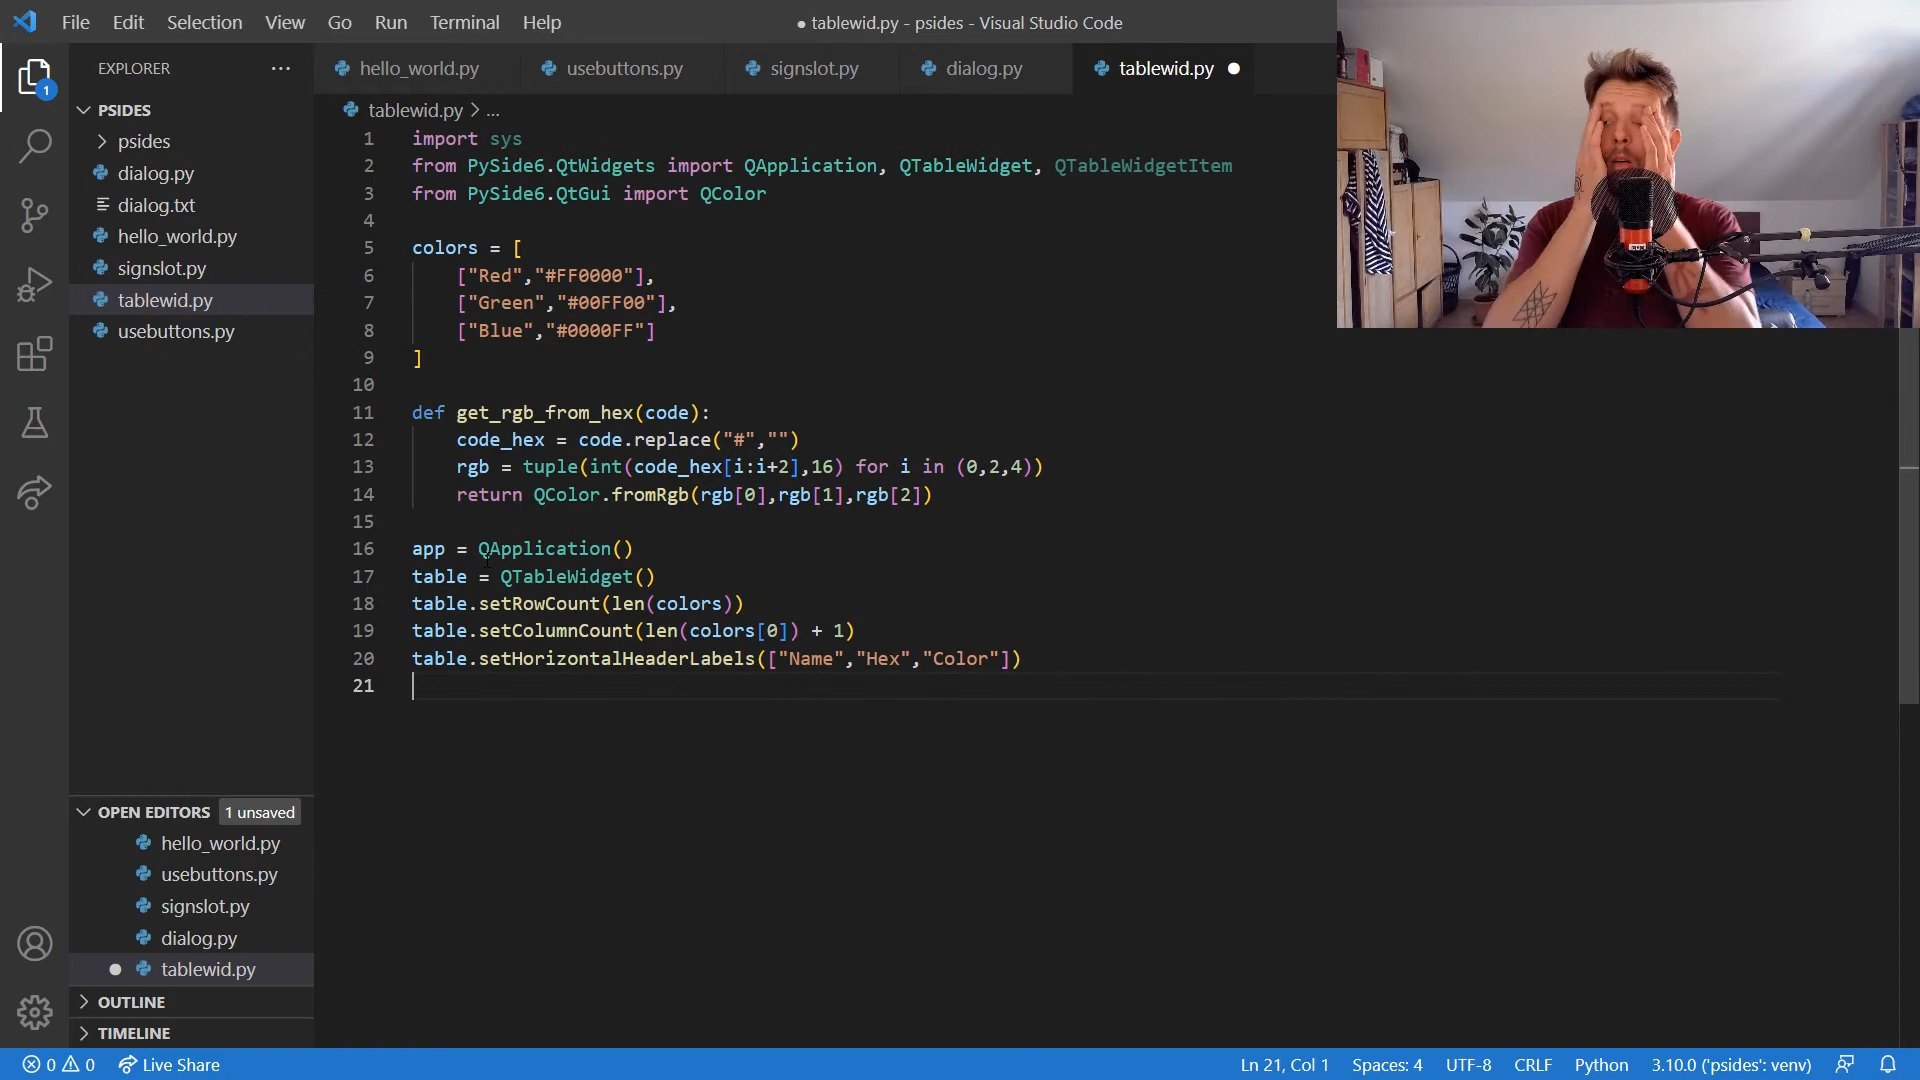 File Edit Selection View Go Run Terminal Help
● tablewid.py - psides - Visual Studio Code
EXPLORER
hello_world.py usebuttons.py signslot.py dialog.py tablewid.py
1
PSIDES
psides
dialog.py
dialog.txt
hello_world.py
signslot.py
tablewid.py
usebuttons.py
tablewid.py > ...
1 import sys
2 from PySide6.QtWidgets import QApplication, QTableWidget, QTableWidgetItem
3 from PySide6.QtGui import QColor
4
5 colors = [
6 ["Red","#FF0000"],
7 ["Green","#00FF00"],
8 ["Blue","#0000FF"]
9 ]
10
11 def get_rgb_from_hex(code):
12 code_hex = code.replace("#","")
13 rgb = tuple(int(code_hex[i:i+2],16) for i in (0,2,4))
14 return QColor.fromRgb(rgb[0],rgb[1],rgb[2])
15
16 app = QApplication()
17 table = QTableWidget()
18 table.setRowCount(len(colors))
19 table.setColumnCount(len(colors[0]) + 1)
20 table.setHorizontalHeaderLabels(["Name","Hex","Color"])
21
OPEN EDITORS 1 unsaved
hello_world.py
usebuttons.py
signslot.py
dialog.py
tablewid.py
OUTLINE
TIMELINE
0 0 Live Share
Ln 21, Col 1 Spaces: 4 UTF-8 CRLF Python 3.10.0 ('psides': venv)